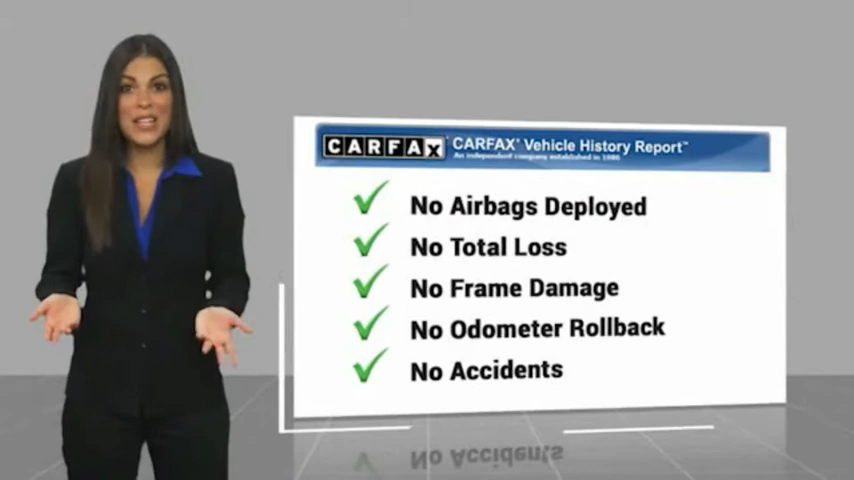 CARFAX CARFAX® Vehicle History Report™
An independent company established in 1986
No Airbags Deployed
No Total Loss
No Frame Damage
No Odometer Rollback
No Accidents
No Accidents